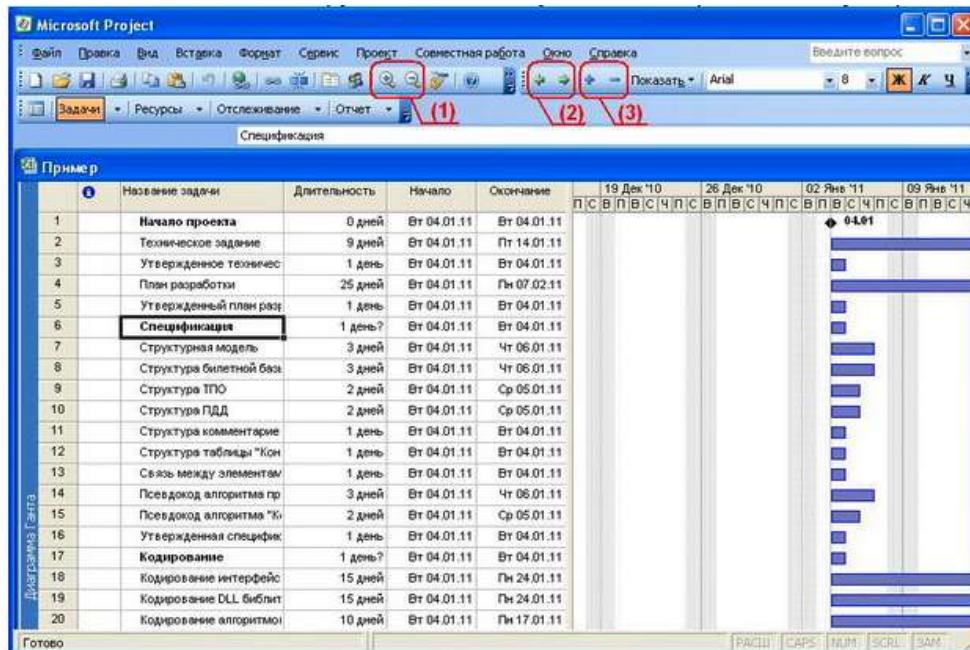 Microsoft Project
Файл Правка Вид Вставка Формат Сервис Проект Совместная работа Окно Справка Введите вопрос
Показать Arial 8 Ж К Ч
Задачи Ресурсы Отслеживание Отчет (1) (2) (3)
Спецификация
Пример
Название задачи Длительность Начало Окончание 19 Дек '10 26 Дек '10 02 Янв '11 09 Янв '11
П С В П В С Ч П С В П В С Ч П С В П В С Ч П С В П В С Ч
1 Начало проекта 0 дней Вт 04.01.11 Вт 04.01.11 04.01
2 Техническое задание 9 дней Вт 04.01.11 Пт 14.01.11
3 Утвержденное техничес 1 день Вт 04.01.11 Вт 04.01.11
4 План разработки 25 дней Вт 04.01.11 Пн 07.02.11
5 Утвержденный план разр 1 день Вт 04.01.11 Вт 04.01.11
6 Спецификация 1 день? Вт 04.01.11 Вт 04.01.11
7 Структурная модель 3 дней Вт 04.01.11 Чт 06.01.11
8 Структура билетной базы 3 дней Вт 04.01.11 Чт 06.01.11
9 Структура ТПО 2 дней Вт 04.01.11 Ср 05.01.11
10 Структура ПДД 2 дней Вт 04.01.11 Ср 05.01.11
11 Структура комментарие 1 день Вт 04.01.11 Вт 04.01.11
12 Структура таблицы "Кон 1 день Вт 04.01.11 Вт 04.01.11
13 Связь между элементам 1 день Вт 04.01.11 Вт 04.01.11
14 Псевдокод алгоритма пр 3 дней Вт 04.01.11 Чт 06.01.11
15 Псевдокод алгоритма "Ко 2 дней Вт 04.01.11 Ср 05.01.11
16 Утвержденная специфик 1 день Вт 04.01.11 Вт 04.01.11
17 Кодирование 1 день? Вт 04.01.11 Вт 04.01.11
18 Кодирование интерфейс 15 дней Вт 04.01.11 Пн 24.01.11
19 Кодирование DLL библит 15 дней Вт 04.01.11 Пн 24.01.11
20 Кодирование алгоритмов 10 дней Вт 04.01.11 Пн 17.01.11
Диаграмма Ганта
Готово РАСШ CAPS NUM SCRL ЗАМ